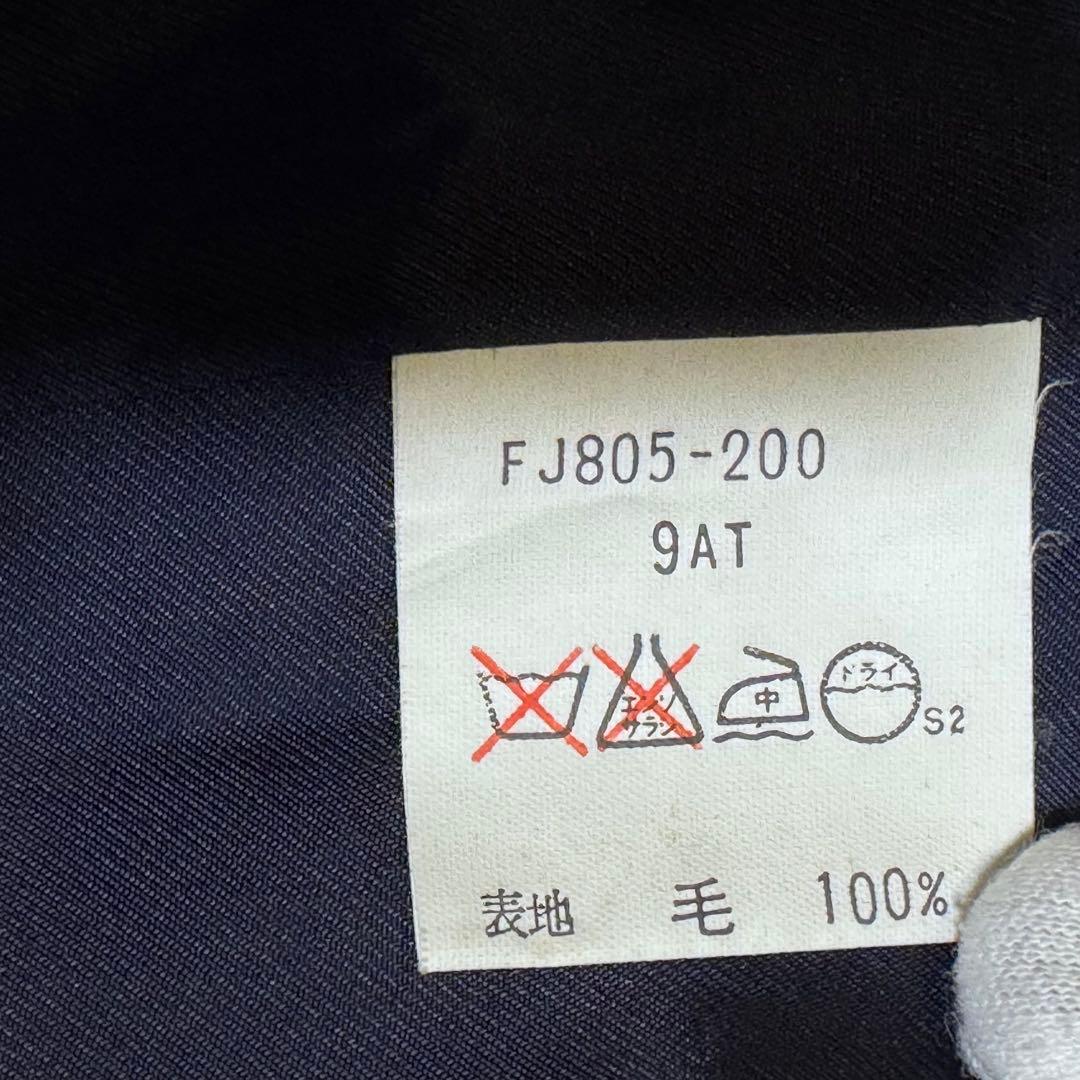 FJ805-200
9AT
エンソ
サラシ
中
ドライ
S2
表地 毛 100%